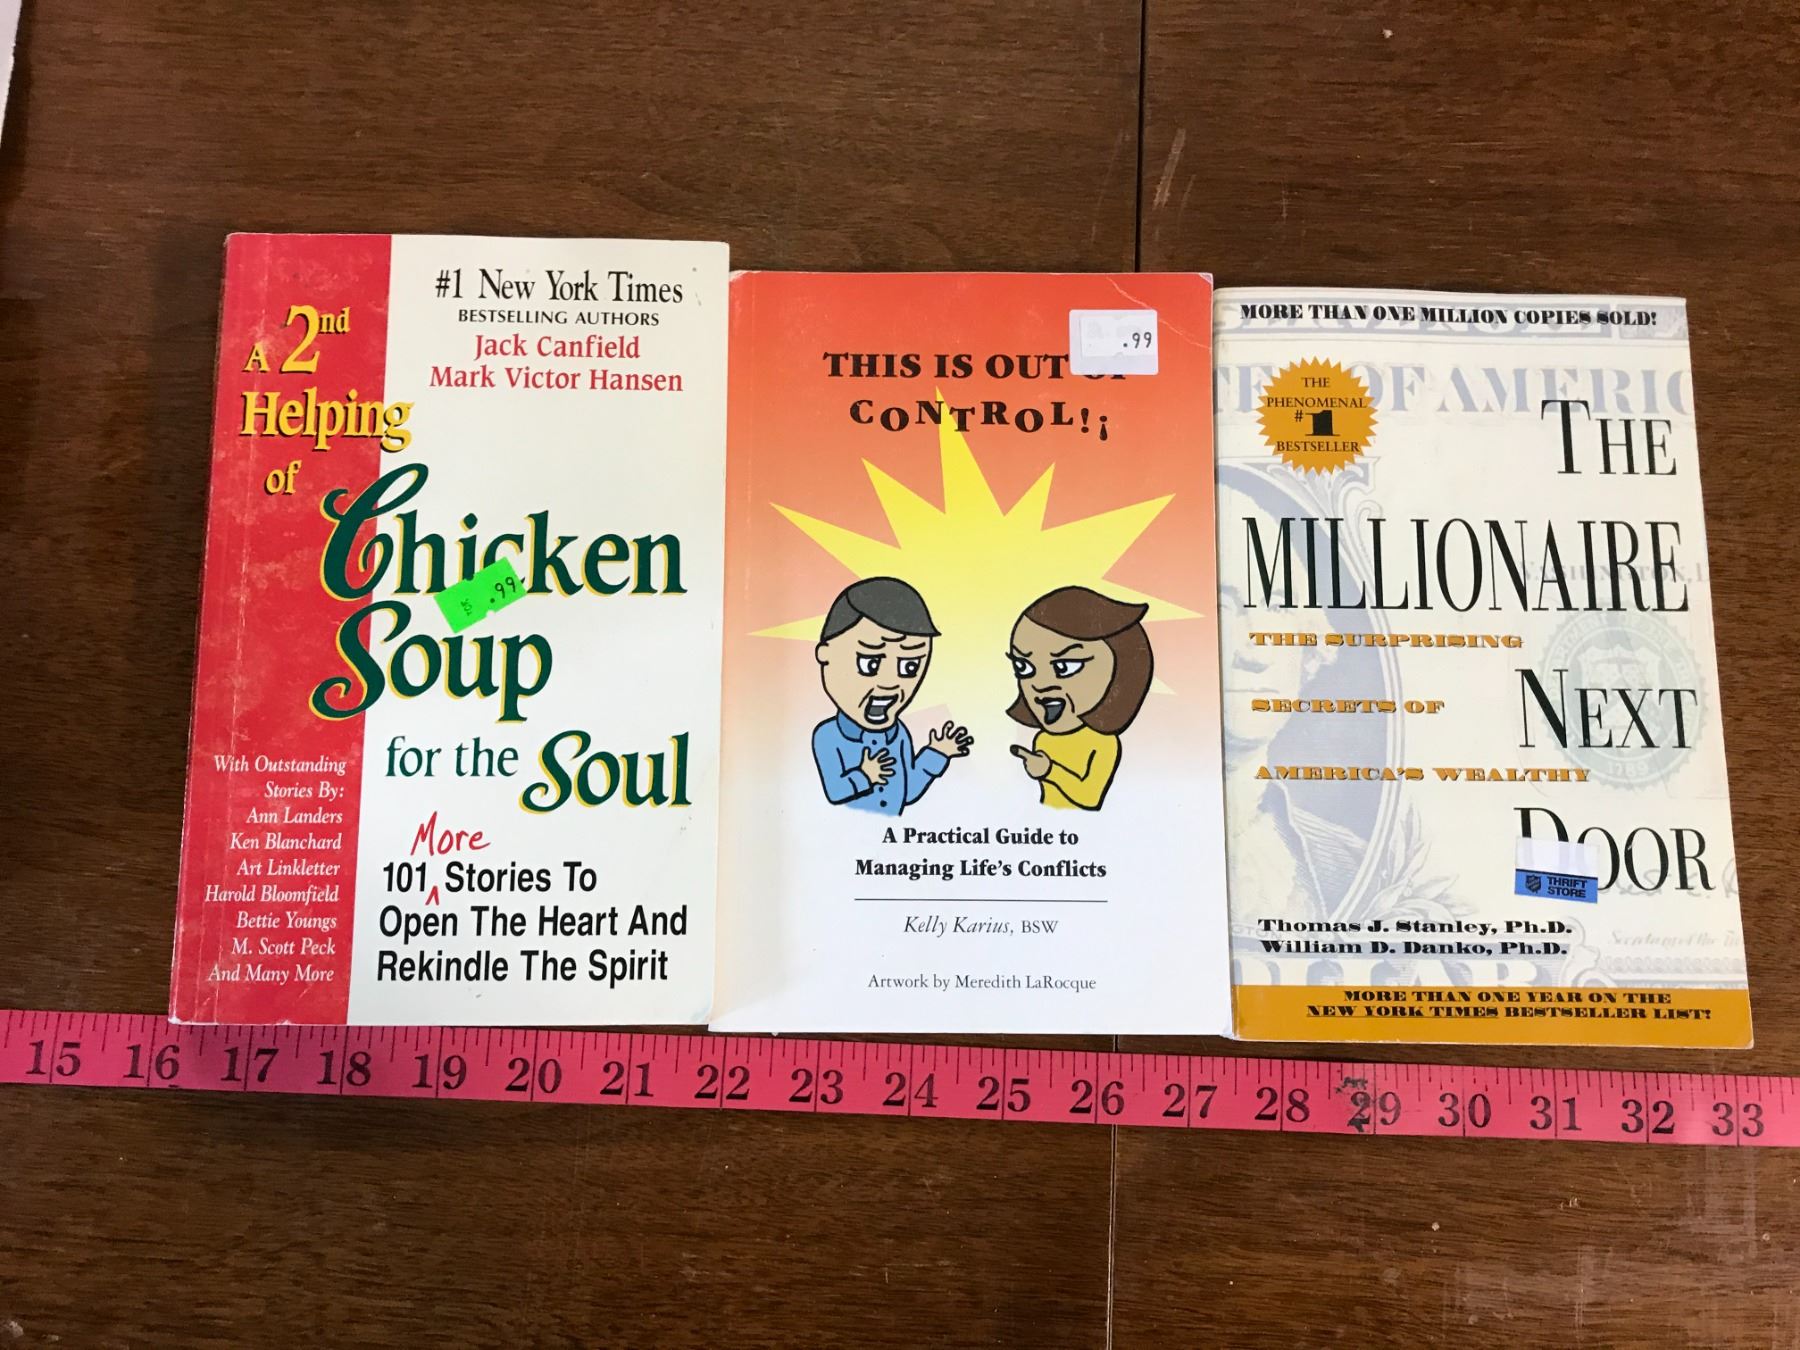 A 2nd
Helping
of
#1 New York Times
BESTSELLING AUTHORS
Jack Canfield
Mark Victor Hansen
Chicken
$ .99
Soup
for the Soul
With Outstanding
Stories By:
Ann Landers
Ken Blanchard
Art Linkletter
Harold Bloomfield
Bettie Youngs
M. Scott Peck
And Many More
More
101 Stories To
Open The Heart And
Rekindle The Spirit
.99
THIS IS OUT OF
CONTROL!¡
A Practical Guide to
Managing Life's Conflicts
Kelly Karius, BSW
Artwork by Meredith LaRocque
MORE THAN ONE MILLION COPIES SOLD!
OF AMERIC
THE
PHENOMENAL
#1
BESTSELLER
THE
MILLIONAIRE
THE SURPRISING
SECRETS OF
NEXT
AMERICA'S WEALTHY
DOOR
THRIFT
STORE
Thomas J. Stanley, Ph.D.
William D. Danko, Ph.D.
MORE THAN ONE YEAR ON THE
NEW YORK TIMES BESTSELLER LIST!
15 16 17 18 19 20 21 22 23 24 25 26 27 28 29 30 31 32 33